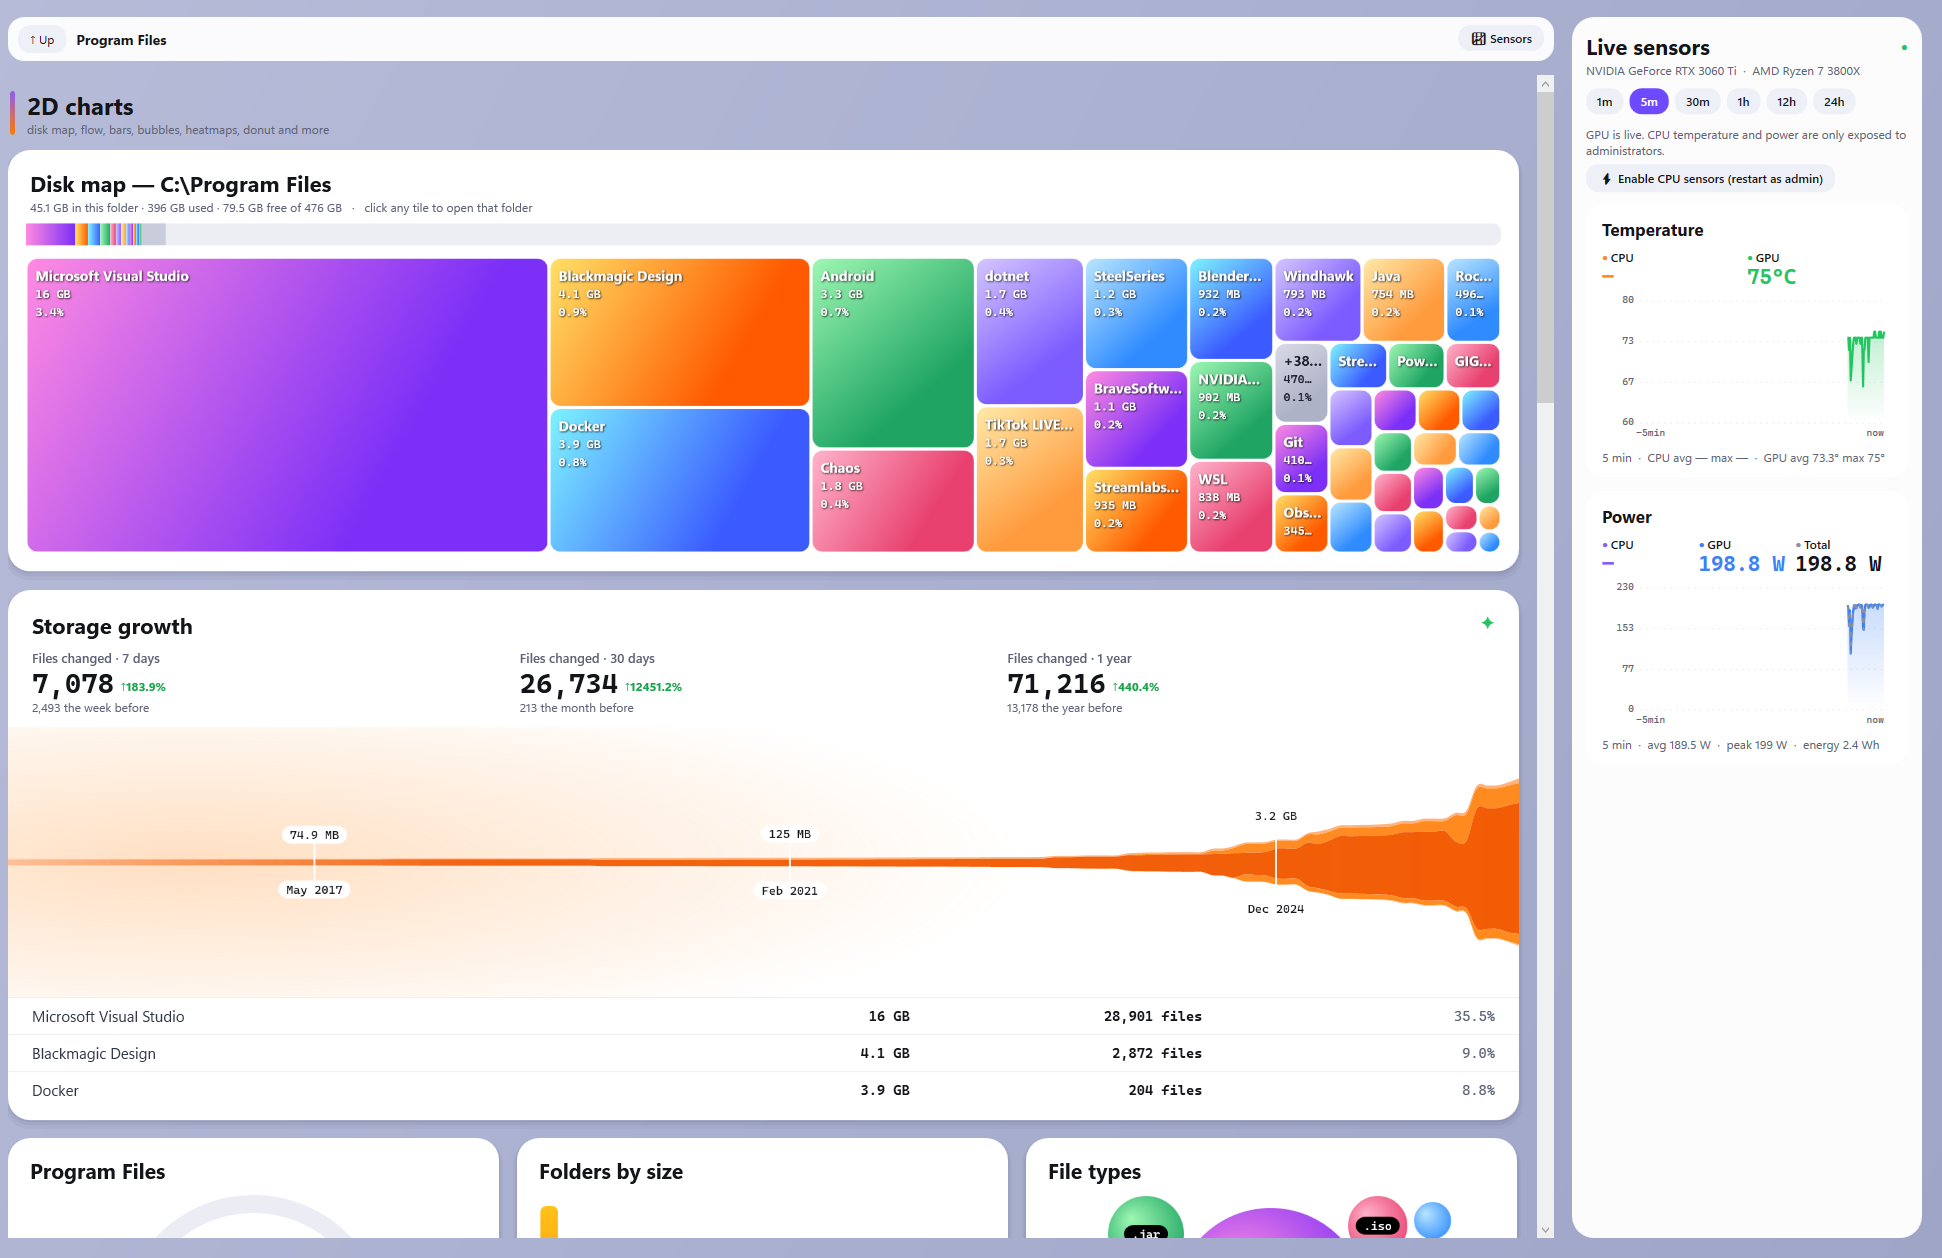 ↑ Up
Program Files
Sensors
2D charts
disk map, flow, bars, bubbles, heatmaps, donut and more
Disk map — C:\Program Files
45.1 GB in this folder · 396 GB used · 79.5 GB free of 476 GB · click any tile to open that folder
Microsoft Visual Studio
16 GB
3.4%
Blackmagic Design
4.1 GB
0.9%
Docker
3.9 GB
0.8%
Android
3.3 GB
0.7%
Chaos
1.8 GB
0.4%
dotnet
1.7 GB
0.4%
TikTok LIVE...
1.7 GB
0.3%
SteelSeries
1.2 GB
0.3%
BraveSoftw...
1.1 GB
0.2%
Streamlabs...
935 MB
0.2%
Blender...
932 MB
0.2%
NVIDIA...
902 MB
0.2%
WSL
838 MB
0.2%
Windhawk
793 MB
0.2%
Java
754 MB
0.2%
Roc...
496...
0.1%
+38...
470...
0.1%
Git
410...
0.1%
Obs...
345...
Stre...
Pow...
GIG...
Storage growth
Files changed · 7 days
7,078 ↑183.9%
2,493 the week before
Files changed · 30 days
26,734 ↑12451.2%
213 the month before
Files changed · 1 year
71,216 ↑440.4%
13,178 the year before
74.9 MB
May 2017
125 MB
Feb 2021
3.2 GB
Dec 2024
Microsoft Visual Studio 16 GB 28,901 files 35.5%
Blackmagic Design 4.1 GB 2,872 files 9.0%
Docker 3.9 GB 204 files 8.8%
Program Files
Folders by size
File types
.jar
.iso
Live sensors
NVIDIA GeForce RTX 3060 Ti · AMD Ryzen 7 3800X
1m 5m 30m 1h 12h 24h
GPU is live. CPU temperature and power are only exposed to
administrators.
Enable CPU sensors (restart as admin)
Temperature
CPU
—
GPU
75°C
80
73
67
60
−5min now
5 min · CPU avg — max — · GPU avg 73.3° max 75°
Power
CPU
—
GPU
198.8 W
Total
198.8 W
230
153
77
0
−5min now
5 min · avg 189.5 W · peak 199 W · energy 2.4 Wh